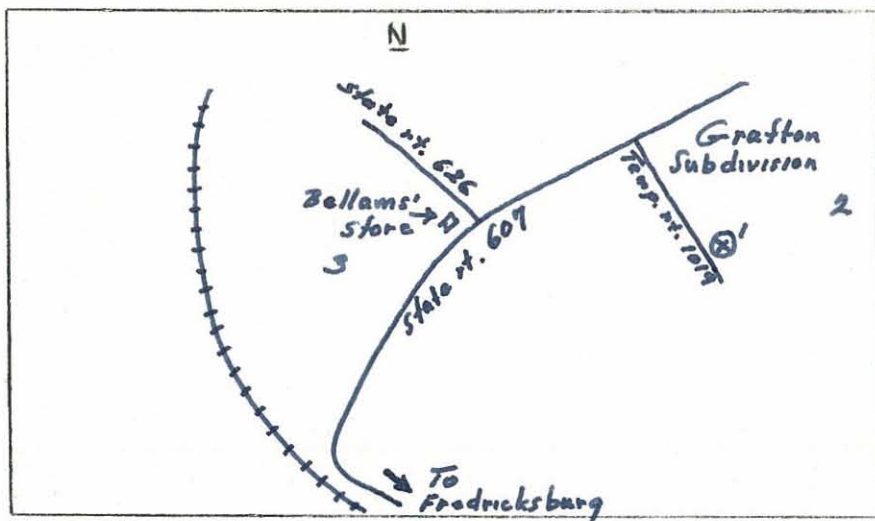 N
State rt. 626
Grafton
Subdivision
Temp. rt. 1019
Bellams'
Store
2
1
3
State rt. 607
To
Fredricksburg